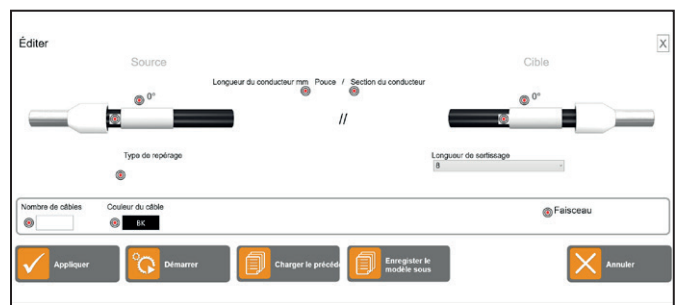 Éditer
X
Source
Cible
Longueur du conducteur mm Pouce / Section du conducteur
0°
0°
//
Type de repérage
Longueur de sertissage
8
Nombre de câbles
Couleur du câble
BK
Faisceau
Appliquer
Démarrer
Charger le précéd
Enregistrer le
modèle sous
Annuler